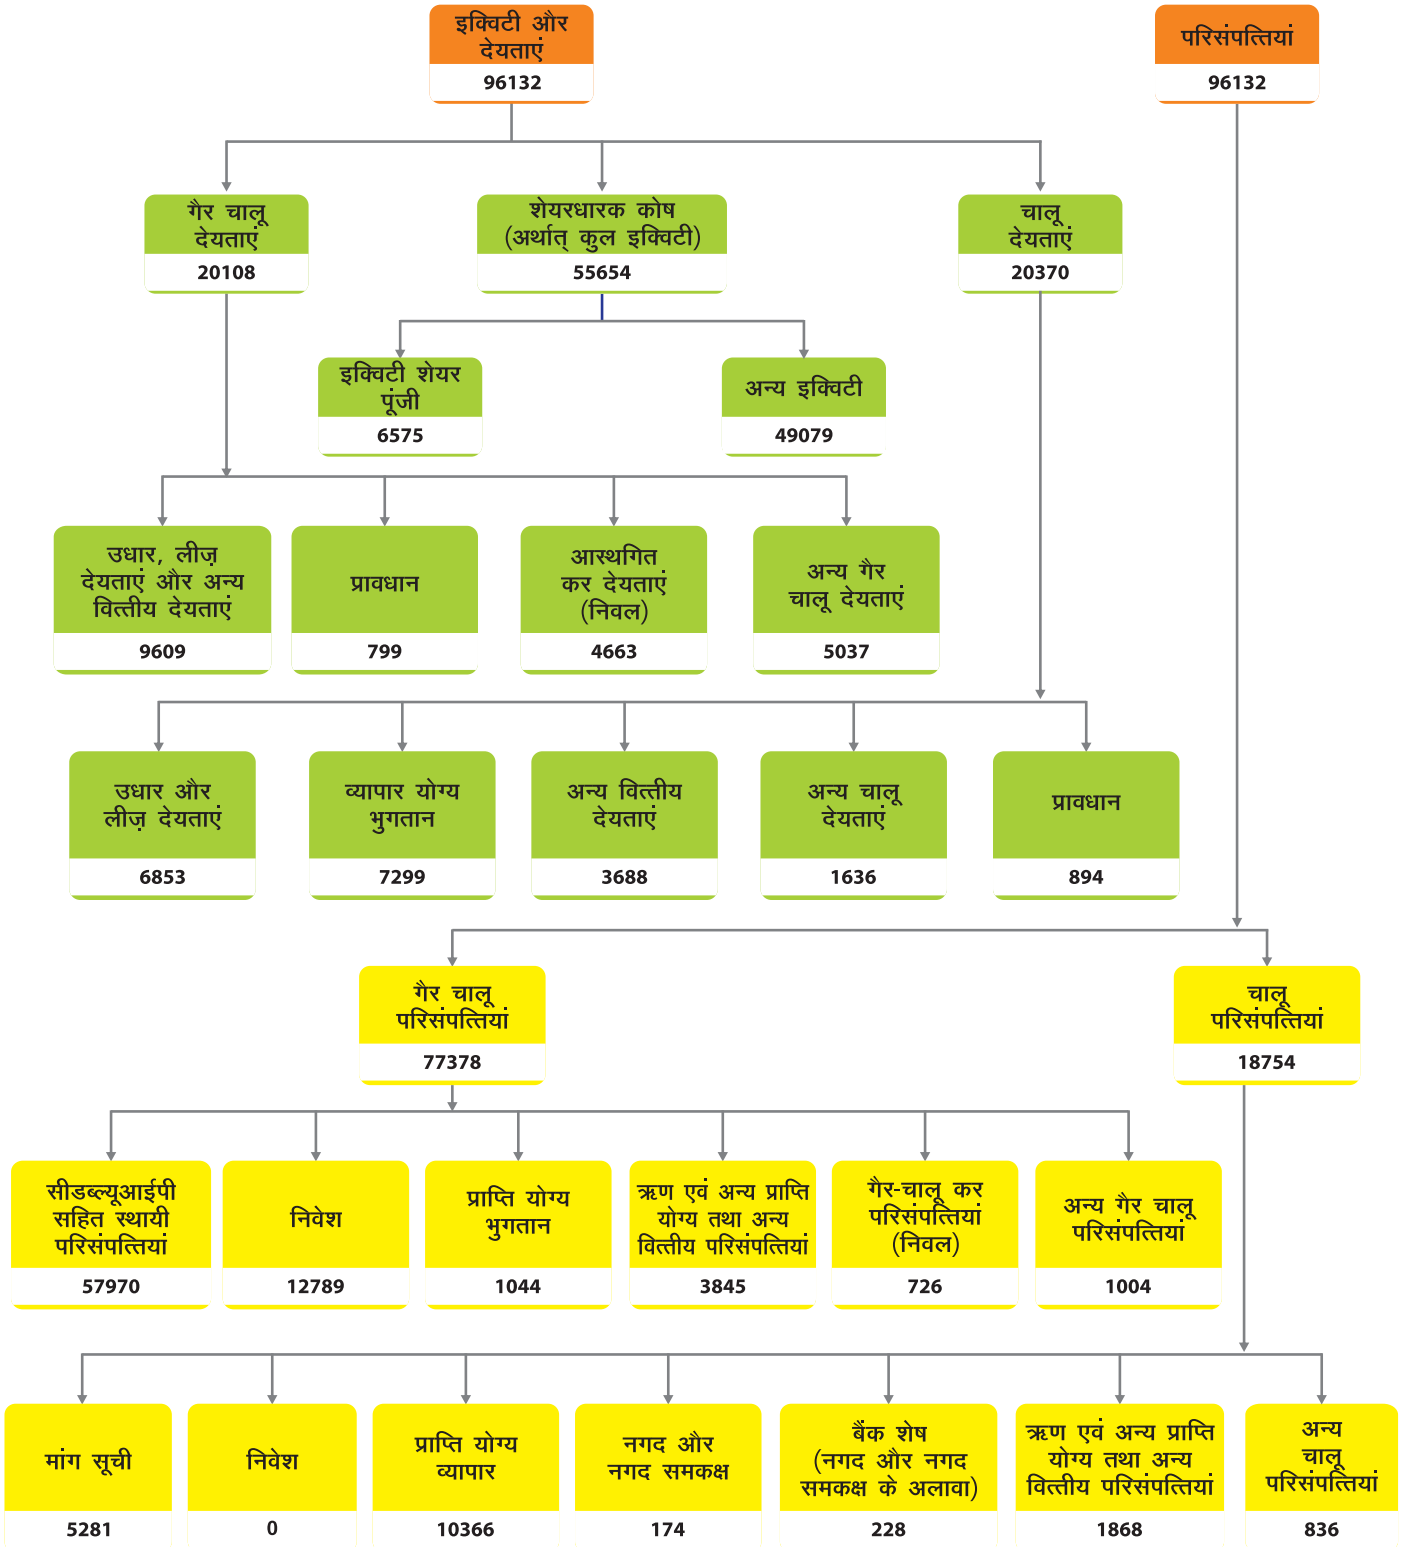 इक्विटी और
देयताएं
96132
परिसंपत्तियां
96132
गैर चालू
देयताएं
20108
शेयरधारक कोष
(अर्थात् कुल इक्विटी)
55654
चालू
देयताएं
20370
इक्विटी शेयर
पूंजी
6575
अन्य इक्विटी
49079
उधार, लीज़
देयताएं और अन्य
वित्तीय देयताएं
9609
प्रावधान
799
आस्थगित
कर देयताएं
(निवल)
4663
अन्य गैर
चालू देयताएं
5037
उधार और
लीज़ देयताएं
6853
व्यापार योग्य
भुगतान
7299
अन्य वित्तीय
देयताएं
3688
अन्य चालू
देयताएं
1636
प्रावधान
894
गैर चालू
परिसंपत्तियां
77378
चालू
परिसंपत्तियां
18754
सीडब्ल्यूआईपी
सहित स्थायी
परिसंपत्तियां
57970
निवेश
12789
प्राप्ति योग्य
भुगतान
1044
ऋण एवं अन्य प्राप्ति
योग्य तथा अन्य
वित्तीय परिसंपत्तियां
3845
गैर-चालू कर
परिसंपत्तियां
(निवल)
726
अन्य गैर चालू
परिसंपत्तियां
1004
मांग सूची
5281
निवेश
0
प्राप्ति योग्य
व्यापार
10366
नगद और
नगद समकक्ष
174
बैंक शेष
(नगद और नगद
समकक्ष के अलावा)
228
ऋण एवं अन्य प्राप्ति
योग्य तथा अन्य
वित्तीय परिसंपत्तियां
1868
अन्य
चालू
परिसंपत्तियां
836